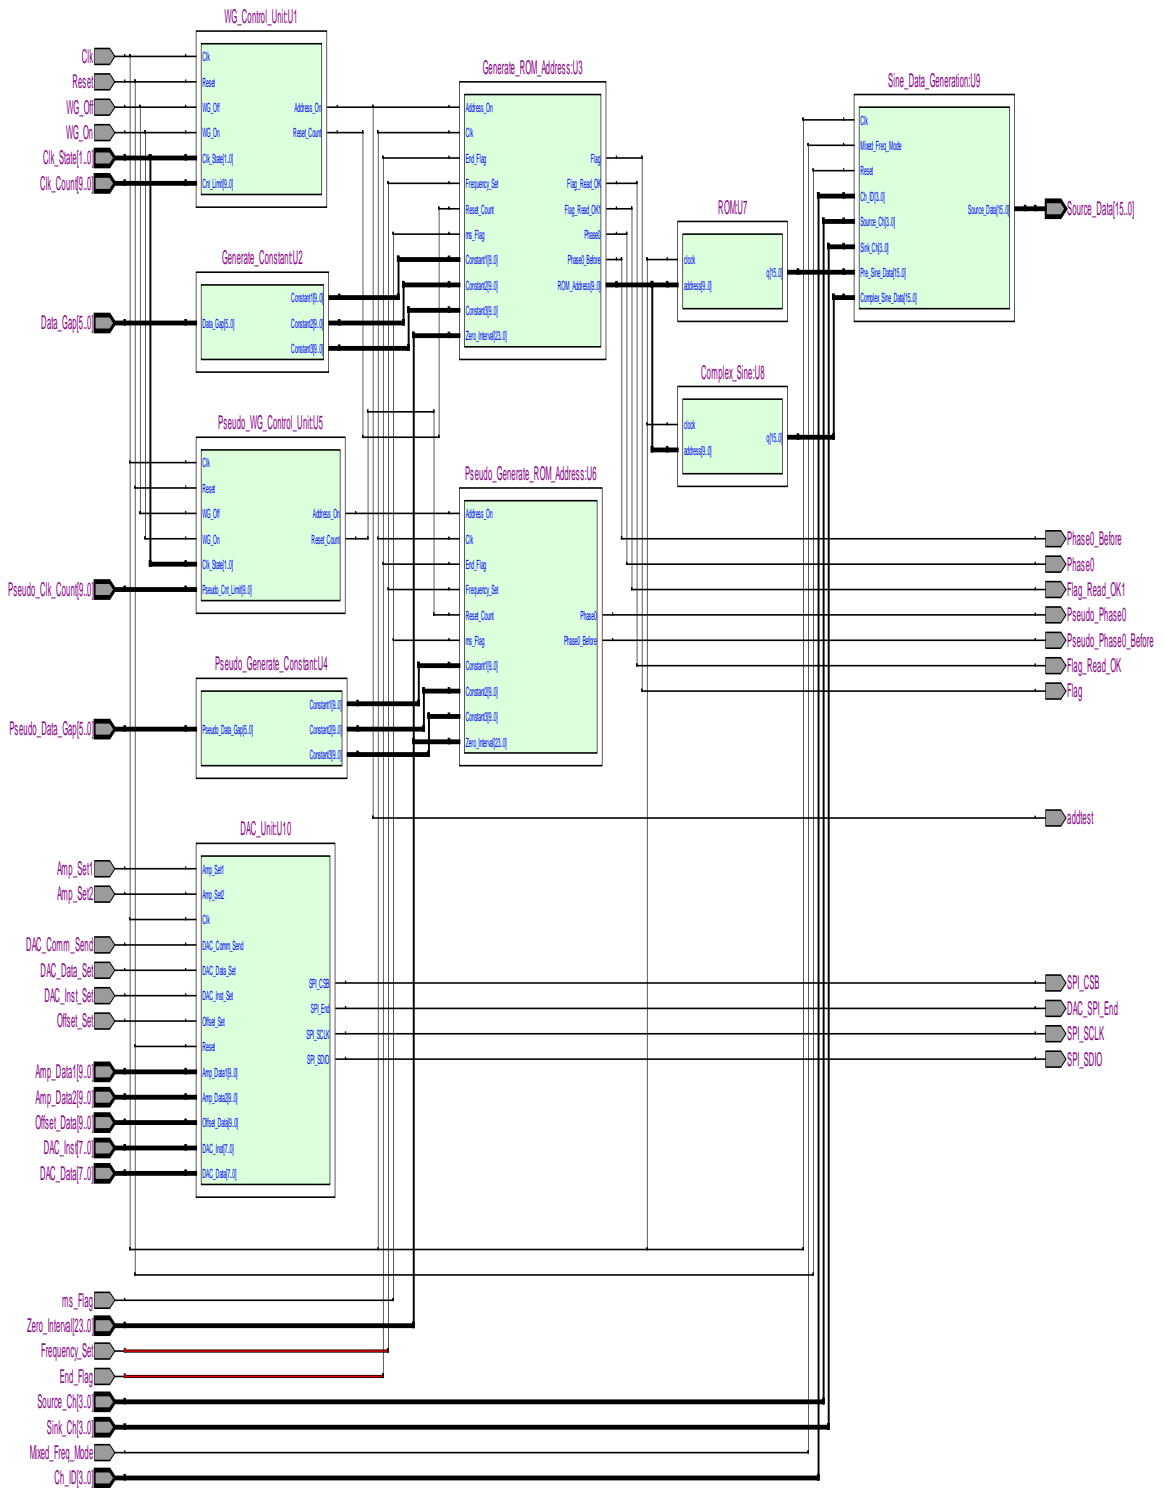 WG_Control_Unit:U1
Clk
Reset
WG_Off
WG_On
Clk_State[1..0]
Clk_Count[9..0]
Clk
Reset
WG_Off
WG_On
Clk_State[1..0]
Cnt_Limit[9..0]
Address_On
Reset_Count
Generate_ROM_Address:U3
Address_On
Clk
End_Flag
Frequency_Set
Reset_Count
ms_Flag
Constant1[9..0]
Constant2[9..0]
Constant3[9..0]
Zero_Interval[23..0]
Flag
Flag_Read_OK
Flag_Read_OK1
Phase0
Phase0_Before
ROM_Address[9..0]
Sine_Data_Generation:U9
Clk
Mixed_Freq_Mode
Reset
Ch_ID[3..0]
Source_Ch[3..0]
Sink_Ch[3..0]
Pre_Sine_Data[15..0]
Complex_Sine_Data[15..0]
Source_Data[15..0]
Source_Data[15..0]
ROM:U7
clock
address[9..0]
q[15..0]
Generate_Constant:U2
Data_Gap[5..0]
Data_Gap[5..0]
Constant1[9..0]
Constant2[9..0]
Constant3[9..0]
Complex_Sine:U8
clock
address[9..0]
q[15..0]
Pseudo_WG_Control_Unit:U5
Clk
Reset
WG_Off
WG_On
Clk_State[1..0]
Pseudo_Cnt_Limit[9..0]
Address_On
Reset_Count
Pseudo_Clk_Count[9..0]
Pseudo_Generate_ROM_Address:U6
Address_On
Clk
End_Flag
Frequency_Set
Reset_Count
ms_Flag
Constant1[9..0]
Constant2[9..0]
Constant3[9..0]
Zero_Interval[23..0]
Phase0
Phase0_Before
Phase0_Before
Phase0
Flag_Read_OK1
Pseudo_Phase0
Pseudo_Phase0_Before
Flag_Read_OK
Flag
Pseudo_Generate_Constant:U4
Pseudo_Data_Gap[5..0]
Pseudo_Data_Gap[5..0]
Constant1[9..0]
Constant2[9..0]
Constant3[9..0]
addtest
DAC_Unit:U10
Amp_Set1
Amp_Set2
DAC_Comm_Send
DAC_Data_Set
DAC_Inst_Set
Offset_Set
Amp_Data1[9..0]
Amp_Data2[9..0]
Offset_Data[9..0]
DAC_Inst[7..0]
DAC_Data[7..0]
Amp_Set1
Amp_Set2
Clk
DAC_Comm_Send
DAC_Data_Set
DAC_Inst_Set
Offset_Set
Reset
Amp_Data1[9..0]
Amp_Data2[9..0]
Offset_Data[9..0]
DAC_Inst[7..0]
DAC_Data[7..0]
SPI_CSB
SPI_End
SPI_SCLK
SPI_SDIO
SPI_CSB
DAC_SPI_End
SPI_SCLK
SPI_SDIO
ms_Flag
Zero_Interval[23..0]
Frequency_Set
End_Flag
Source_Ch[3..0]
Sink_Ch[3..0]
Mixed_Freq_Mode
Ch_ID[3..0]